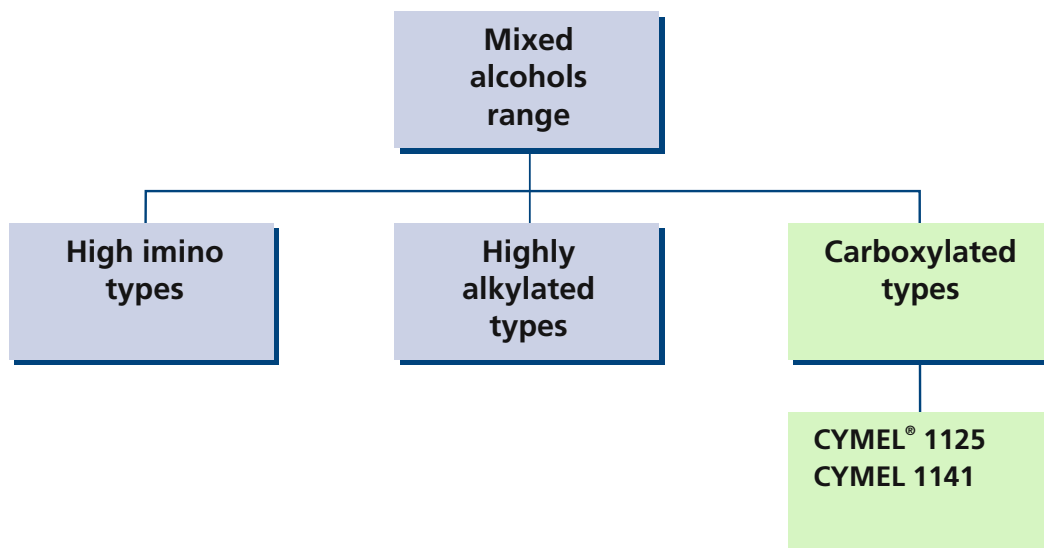 Mixed
alcohols
range
High imino
types
Highly
alkylated
types
Carboxylated
types
CYMEL® 1125
CYMEL 1141